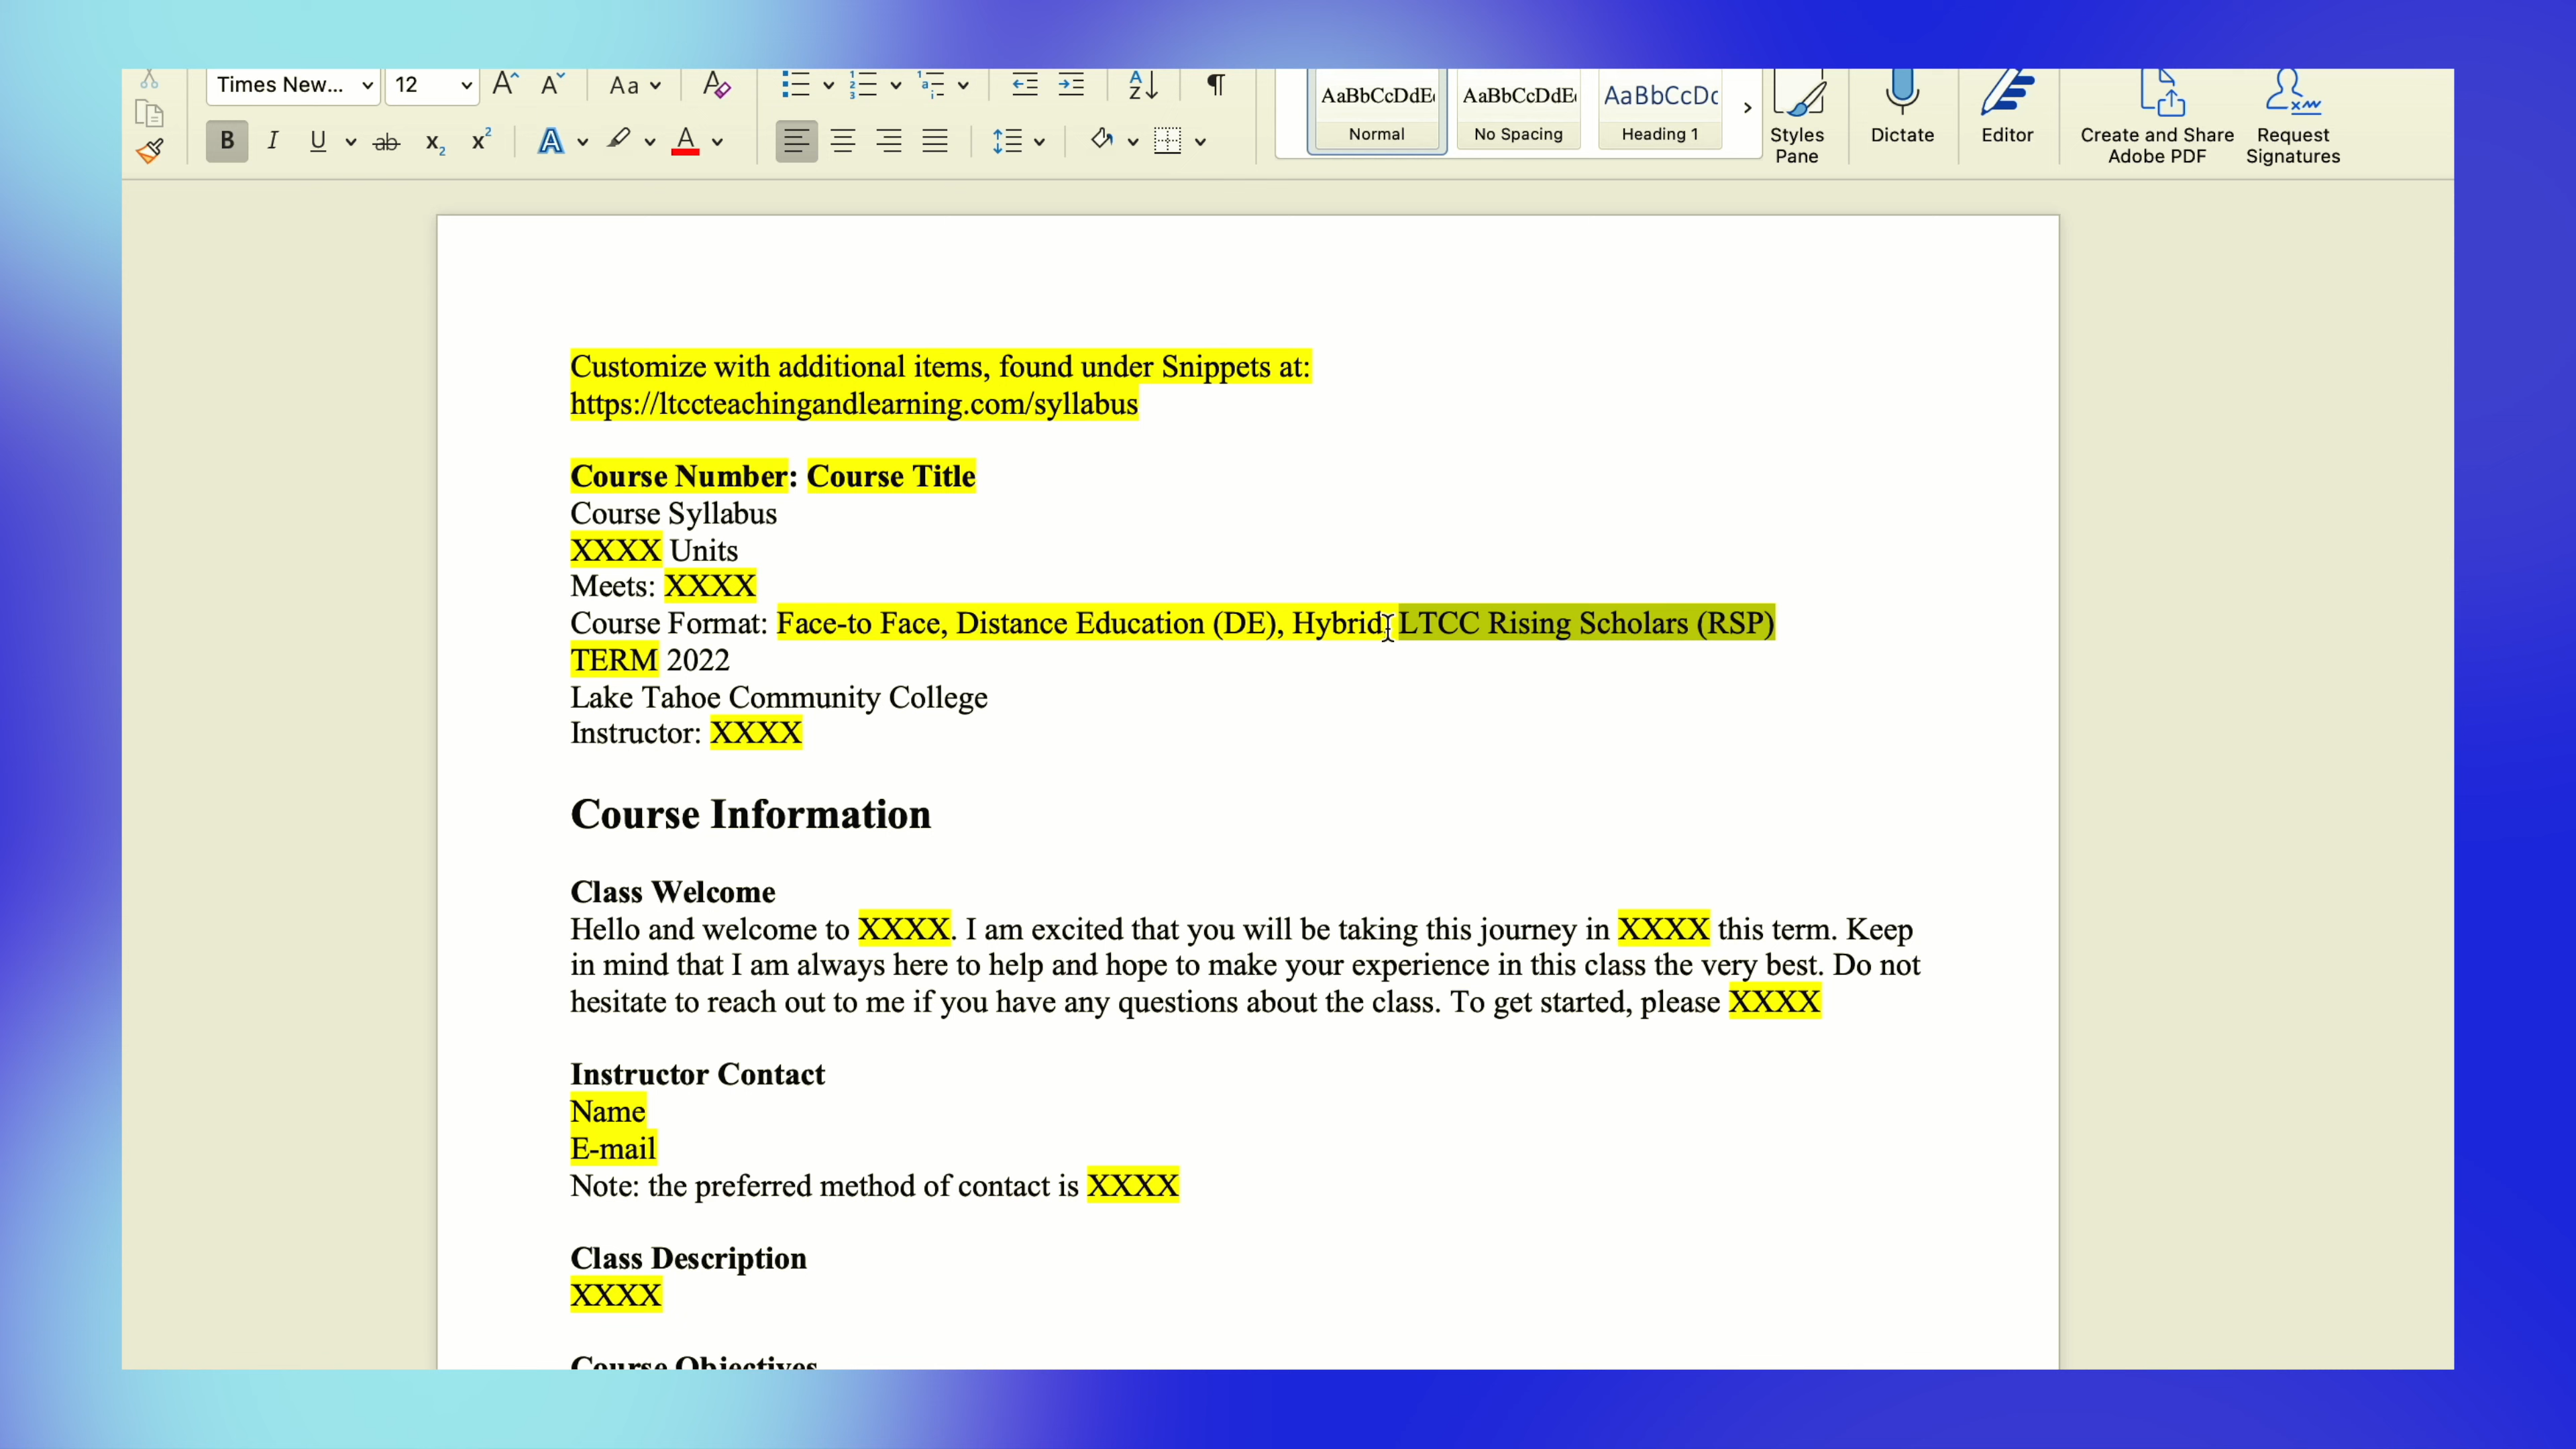 Times New... 12 Aa
AaBbCcDdE AaBbCcDdE AaBbCcDc
Normal No Spacing Heading 1
Styles Pane
Dictate
Editor
Create and Share Adobe PDF
Request Signatures
Customize with additional items, found under Snippets at:
https://ltccteachingandlearning.com/syllabus
Course Number: Course Title
Course Syllabus
XXXX Units
Meets: XXXX
Course Format: Face-to Face, Distance Education (DE), Hybrid, LTCC Rising Scholars (RSP)
TERM 2022
Lake Tahoe Community College
Instructor: XXXX
Course Information
Class Welcome
Hello and welcome to XXXX. I am excited that you will be taking this journey in XXXX this term. Keep
in mind that I am always here to help and hope to make your experience in this class the very best. Do not
hesitate to reach out to me if you have any questions about the class. To get started, please XXXX
Instructor Contact
Name
E-mail
Note: the preferred method of contact is XXXX
Class Description
XXXX
Course Objectives